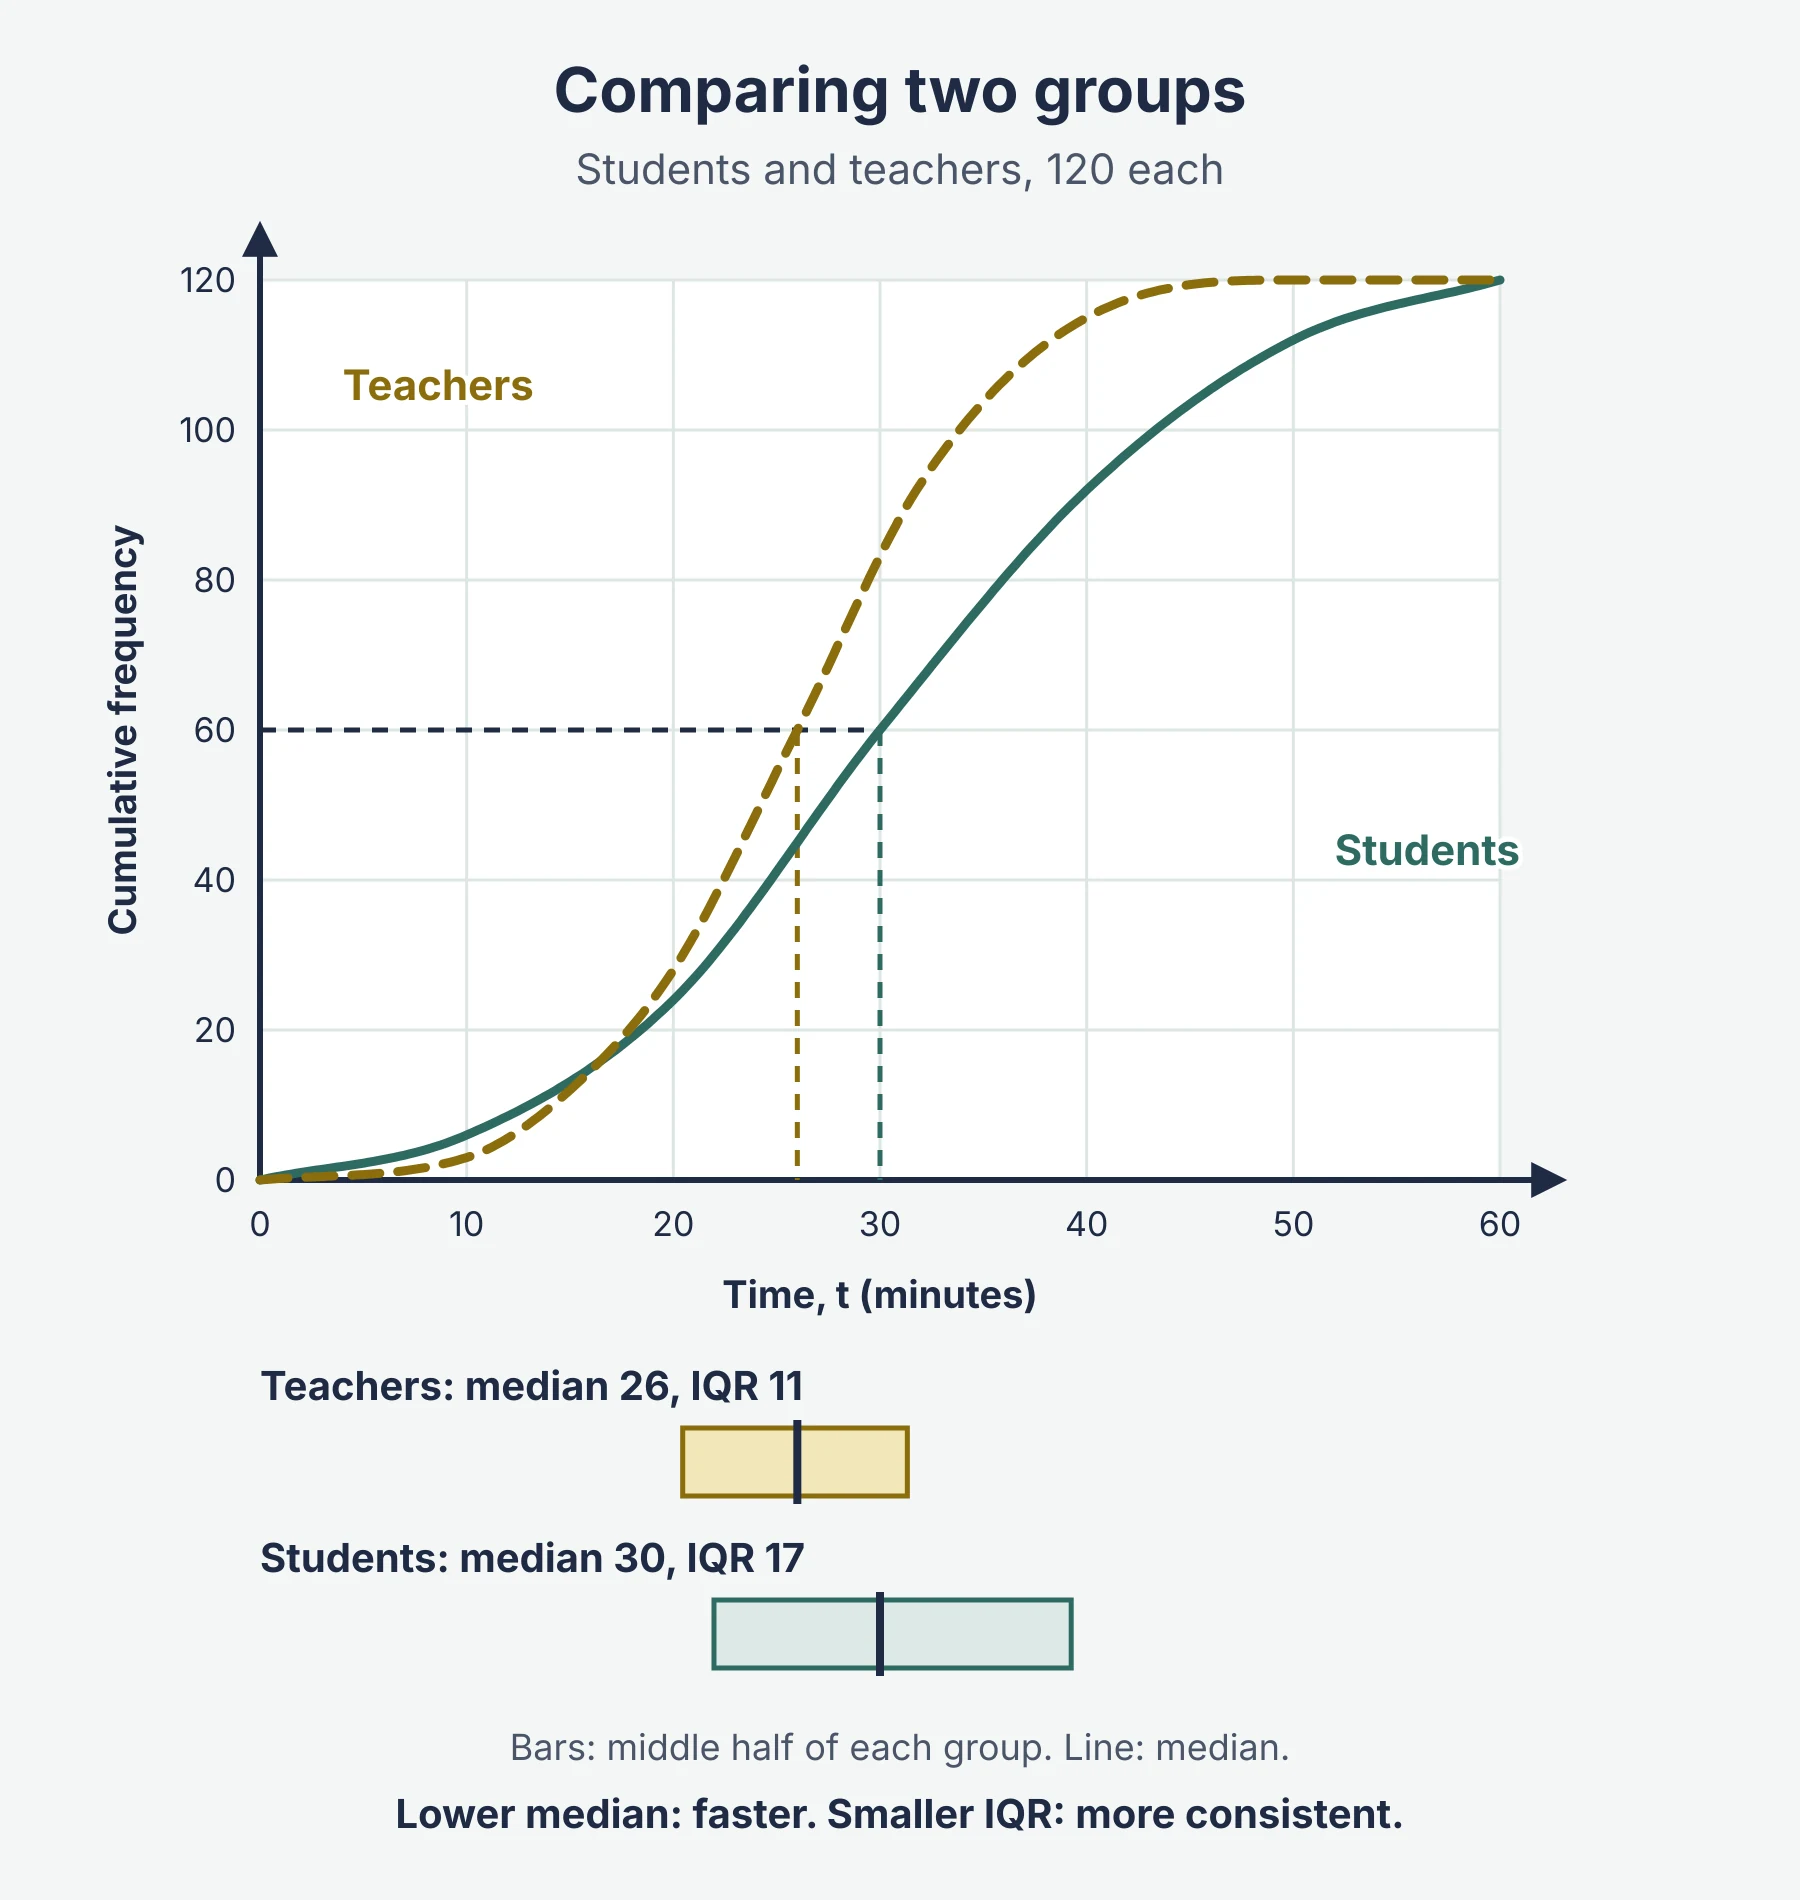 Comparing two groups
Students and teachers, 120 each
120
Teachers
100
80
Cumulative frequency
60
Students
40
20
0
0 10 20 30 40 50 60
Time, t (minutes)
Teachers: median 26, IQR 11
Students: median 30, IQR 17
Bars: middle half of each group. Line: median.
Lower median: faster. Smaller IQR: more consistent.